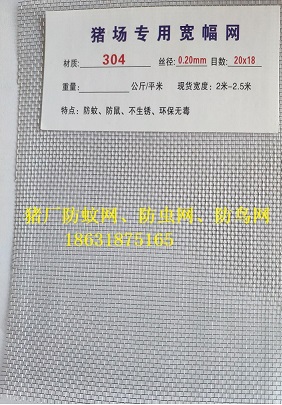 猪场专用宽幅网
材质: 304 丝径: 0.20mm 目数: 20x18
重量: 公斤/平米 现货宽度: 2米-2.5米
特点: 防蚊、防鼠、不生锈、环保无毒
猪厂防蚊网、防虫网、防鸟网
18631875165